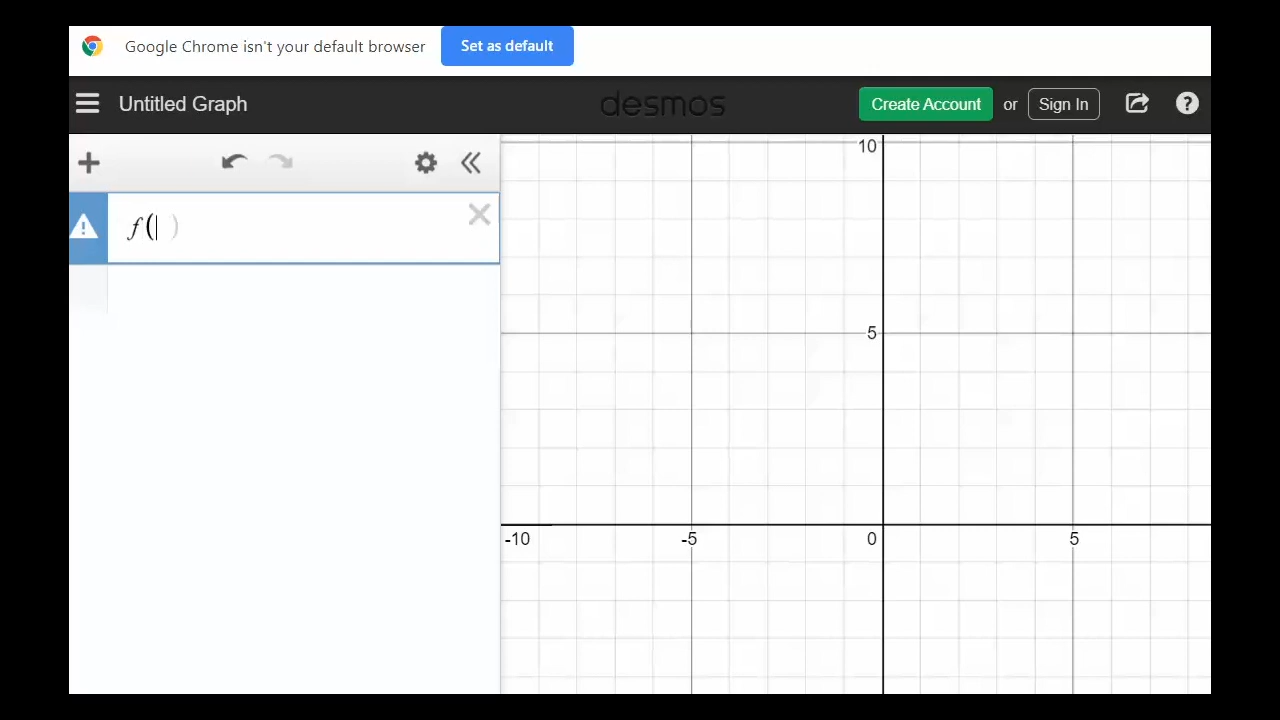 Google Chrome isn't your default browser Set as default
Untitled Graph desmos Create Account or Sign In
f( )
10
5
-10 -5 0 5